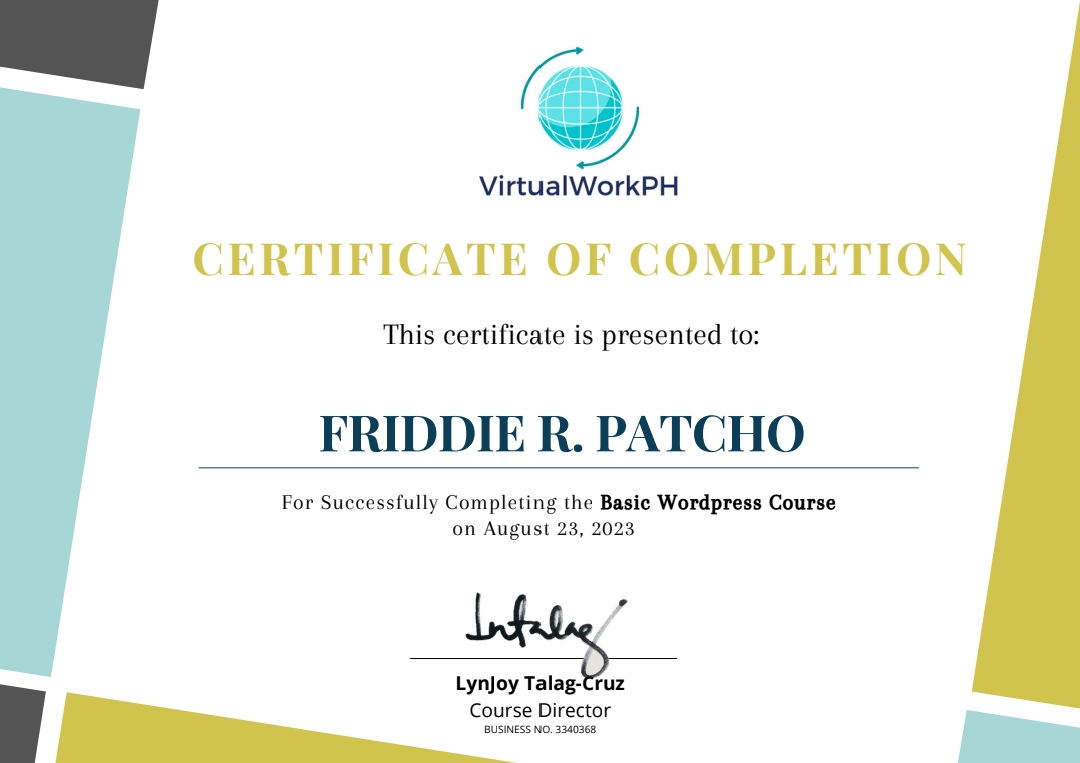 VirtualWorkPH
CERTIFICATE OF COMPLETION
This certificate is presented to:
FRIDDIE R. PATCHO
For Successfully Completing the Basic Wordpress Course
on August 23, 2023
LynJoy Talag-Cruz
Course Director
BUSINESS NO. 3340368